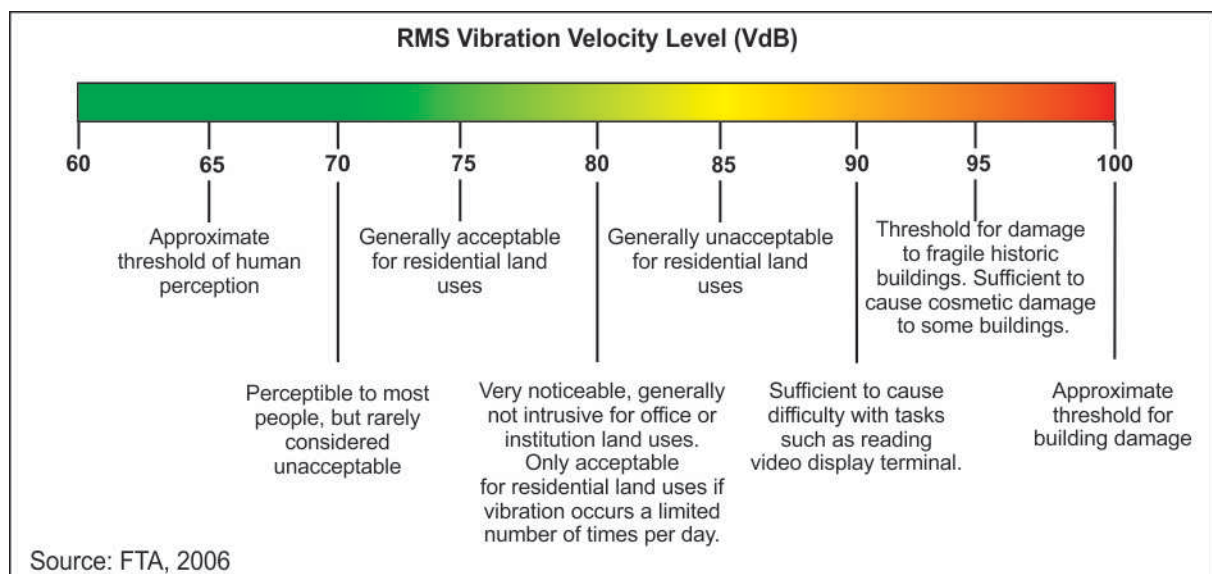 RMS Vibration Velocity Level (VdB)
60 65 70 75 80 85 90 95 100
Approximate
threshold of human
perception
Generally acceptable
for residential land
uses
Generally unacceptable
for residential land
uses
Threshold for damage
to fragile historic
buildings. Sufficient to
cause cosmetic damage
to some buildings.
Perceptible to most
people, but rarely
considered
unacceptable
Very noticeable, generally
not intrusive for office or
institution land uses.
Only acceptable
for residential land uses if
vibration occurs a limited
number of times per day.
Sufficient to cause
difficulty with tasks
such as reading
video display terminal.
Approximate
threshold for
building damage
Source: FTA, 2006